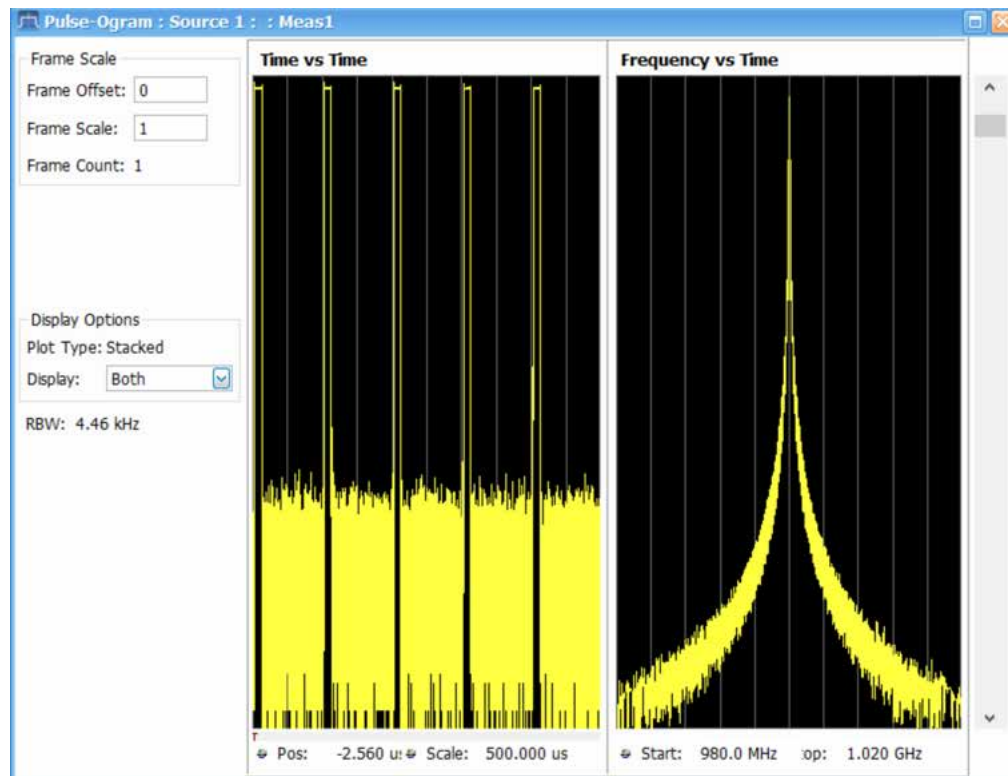 Pulse-Ogram : Source 1 : : Meas1
Frame Scale
Frame Offset: 0
Frame Scale: 1
Frame Count: 1
Display Options
Plot Type: Stacked
Display: Both
RBW: 4.46 kHz
Time vs Time
T
Pos: -2.560 u: Scale: 500.000 us
Frequency vs Time
Start: 980.0 MHz :op: 1.020 GHz